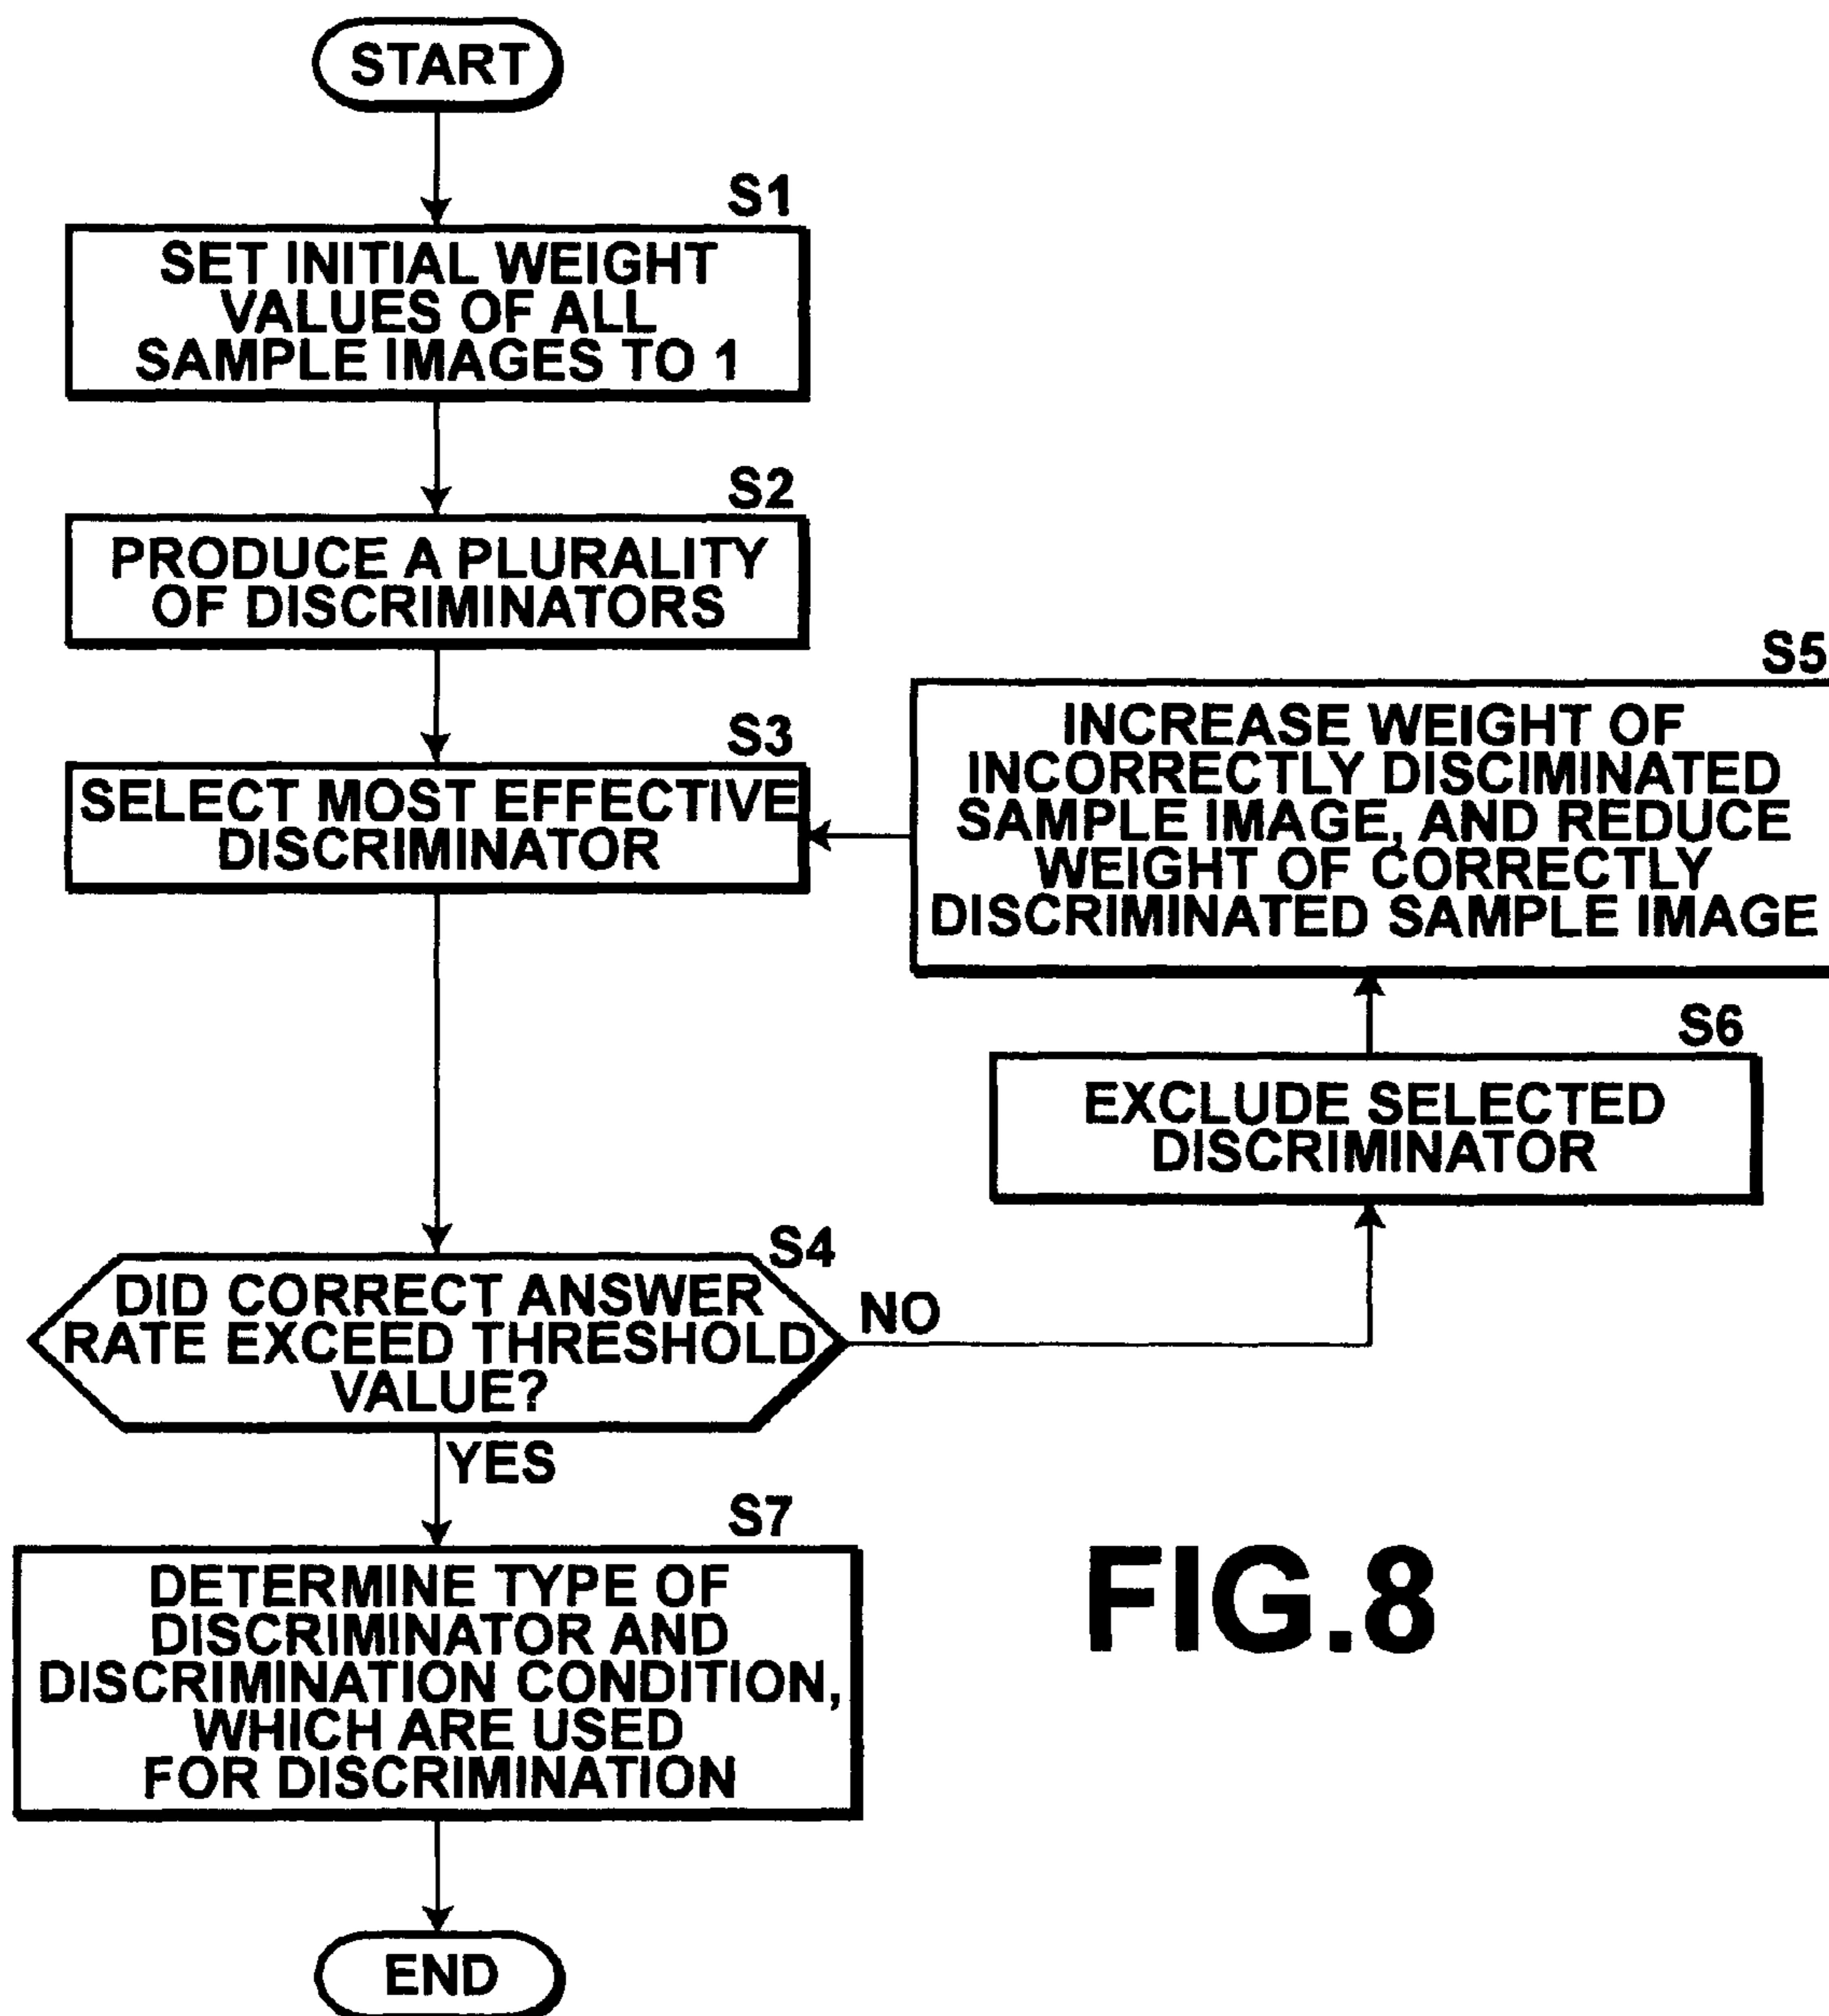 START
S1
SET INITIAL WEIGHT
VALUES OF ALL
SAMPLE IMAGES TO 1
S2
PRODUCE A PLURALITY
OF DISCRIMINATORS
S3
SELECT MOST EFFECTIVE
DISCRIMINATOR
S5
INCREASE WEIGHT OF
INCORRECTLY DISCIMINATED
SAMPLE IMAGE, AND REDUCE
WEIGHT OF CORRECTLY
DISCRIMINATED SAMPLE IMAGE
S6
EXCLUDE SELECTED
DISCRIMINATOR
S4
DID CORRECT ANSWER
RATE EXCEED THRESHOLD
VALUE?
NO
YES
S7
DETERMINE TYPE OF
DISCRIMINATOR AND
DISCRIMINATION CONDITION,
WHICH ARE USED
FOR DISCRIMINATION
END
FIG.8